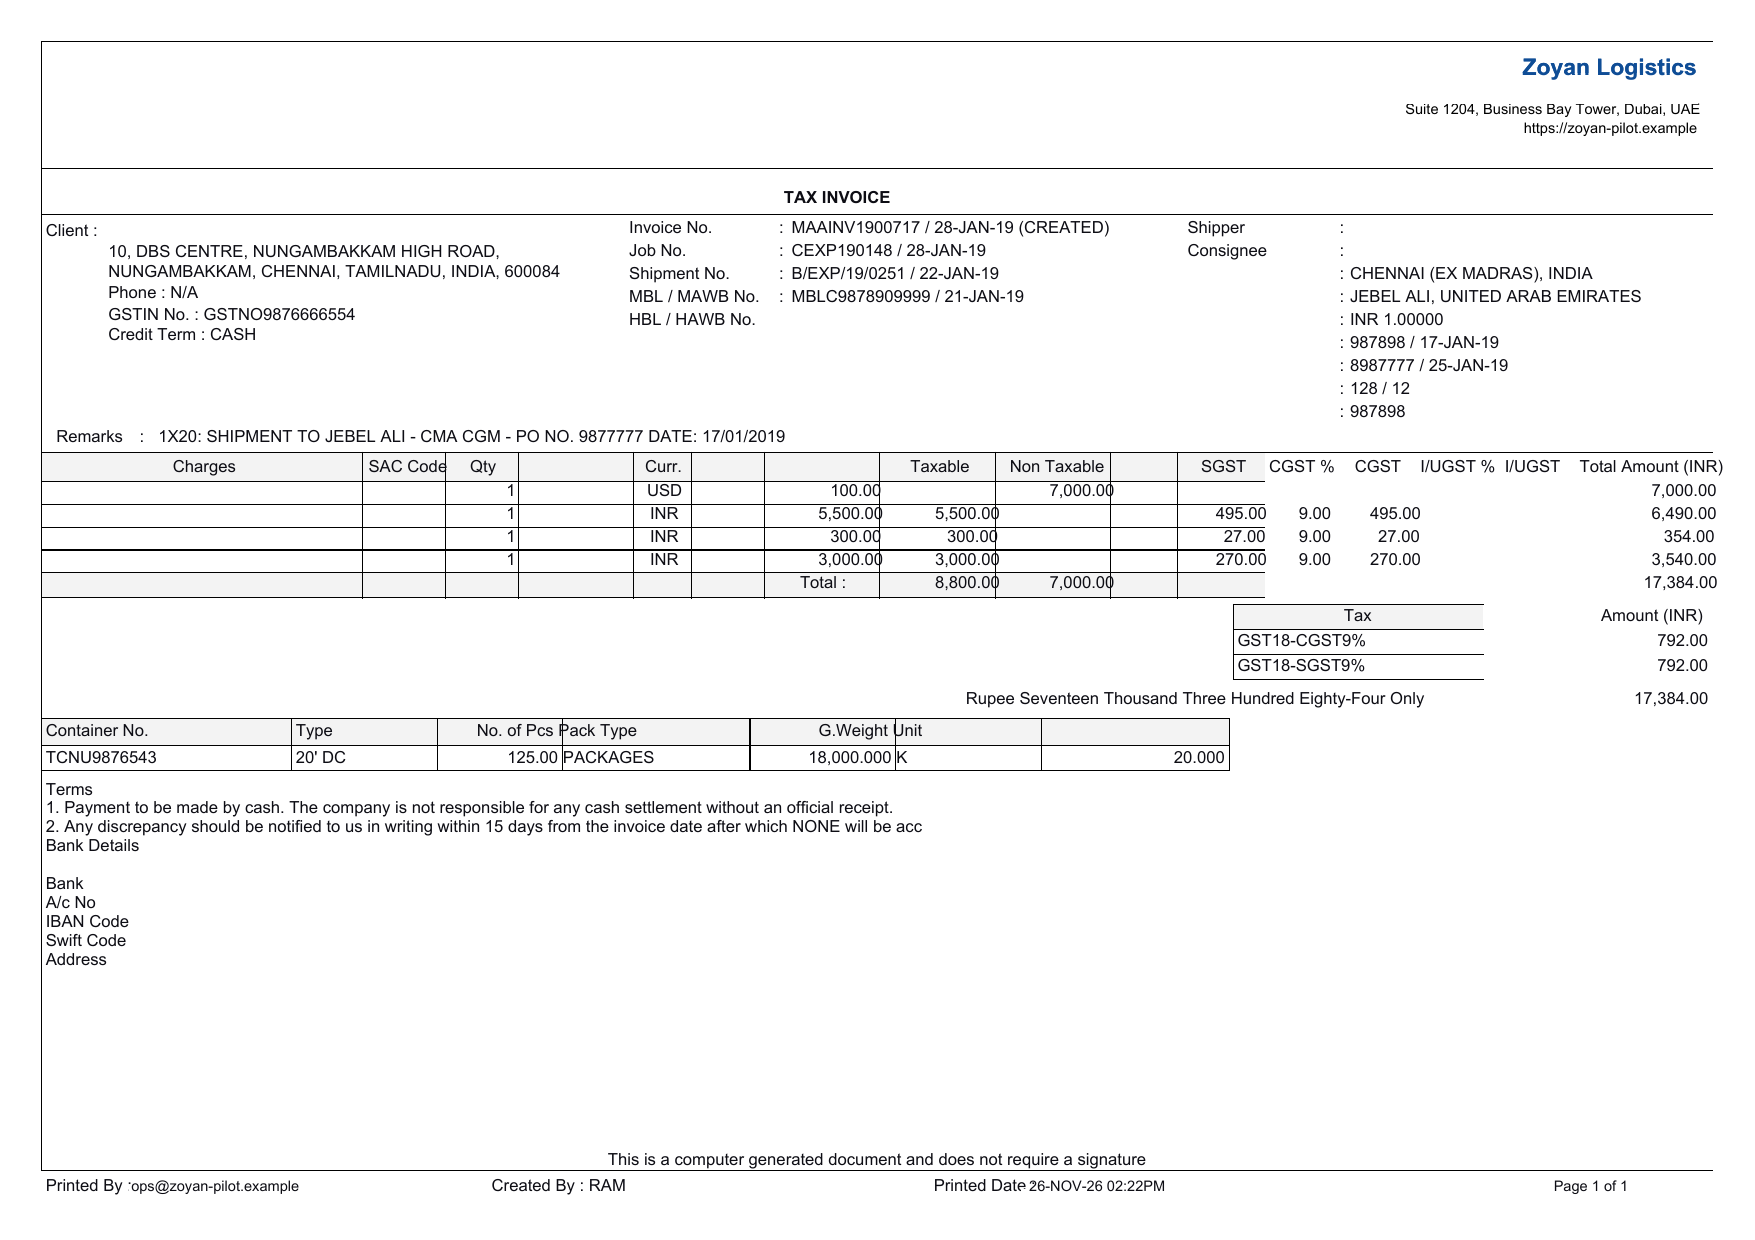 Zoyan Logistics
Suite 1204, Business Bay Tower, Dubai, UAE
https://zoyan-pilot.example
TAX INVOICE
Client :
10, DBS CENTRE, NUNGAMBAKKAM HIGH ROAD,
NUNGAMBAKKAM, CHENNAI, TAMILNADU, INDIA, 600084
Phone : N/A
GSTIN No. : GSTNO9876666554
Credit Term : CASH
Invoice No. : MAAINV1900717 / 28-JAN-19 (CREATED)
Job No. : CEXP190148 / 28-JAN-19
Shipment No. : B/EXP/19/0251 / 22-JAN-19
MBL / MAWB No. : MBLC9878909999 / 21-JAN-19
HBL / HAWB No.
Shipper :
Consignee :
: CHENNAI (EX MADRAS), INDIA
: JEBEL ALI, UNITED ARAB EMIRATES
: INR 1.00000
: 987898 / 17-JAN-19
: 8987777 / 25-JAN-19
: 128 / 12
: 987898
Remarks : 1X20: SHIPMENT TO JEBEL ALI - CMA CGM - PO NO. 9877777 DATE: 17/01/2019
Charges SAC Code Qty Curr. Taxable Non Taxable SGST CGST % CGST I/UGST % I/UGST Total Amount (INR)
1 USD 100.00 7,000.00 7,000.00
1 INR 5,500.00 5,500.00 495.00 9.00 495.00 6,490.00
1 INR 300.00 300.00 27.00 9.00 27.00 354.00
1 INR 3,000.00 3,000.00 270.00 9.00 270.00 3,540.00
Total : 8,800.00 7,000.00 17,384.00
Tax Amount (INR)
GST18-CGST9% 792.00
GST18-SGST9% 792.00
Rupee Seventeen Thousand Three Hundred Eighty-Four Only 17,384.00
Container No. Type No. of Pcs Pack Type G.Weight Unit
TCNU9876543 20' DC 125.00 PACKAGES 18,000.000 K 20.000
Terms
1. Payment to be made by cash. The company is not responsible for any cash settlement without an official receipt.
2. Any discrepancy should be notified to us in writing within 15 days from the invoice date after which NONE will be acc
Bank Details
Bank
A/c No
IBAN Code
Swift Code
Address
This is a computer generated document and does not require a signature
Printed By : ops@zoyan-pilot.example Created By : RAM Printed Date 26-NOV-26 02:22PM Page 1 of 1